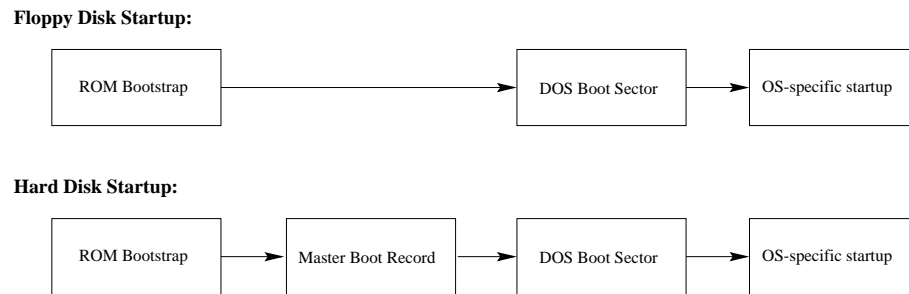 Floppy Disk Startup:
ROM Bootstrap
DOS Boot Sector
OS-specific startup
Hard Disk Startup:
ROM Bootstrap
Master Boot Record
DOS Boot Sector
OS-specific startup